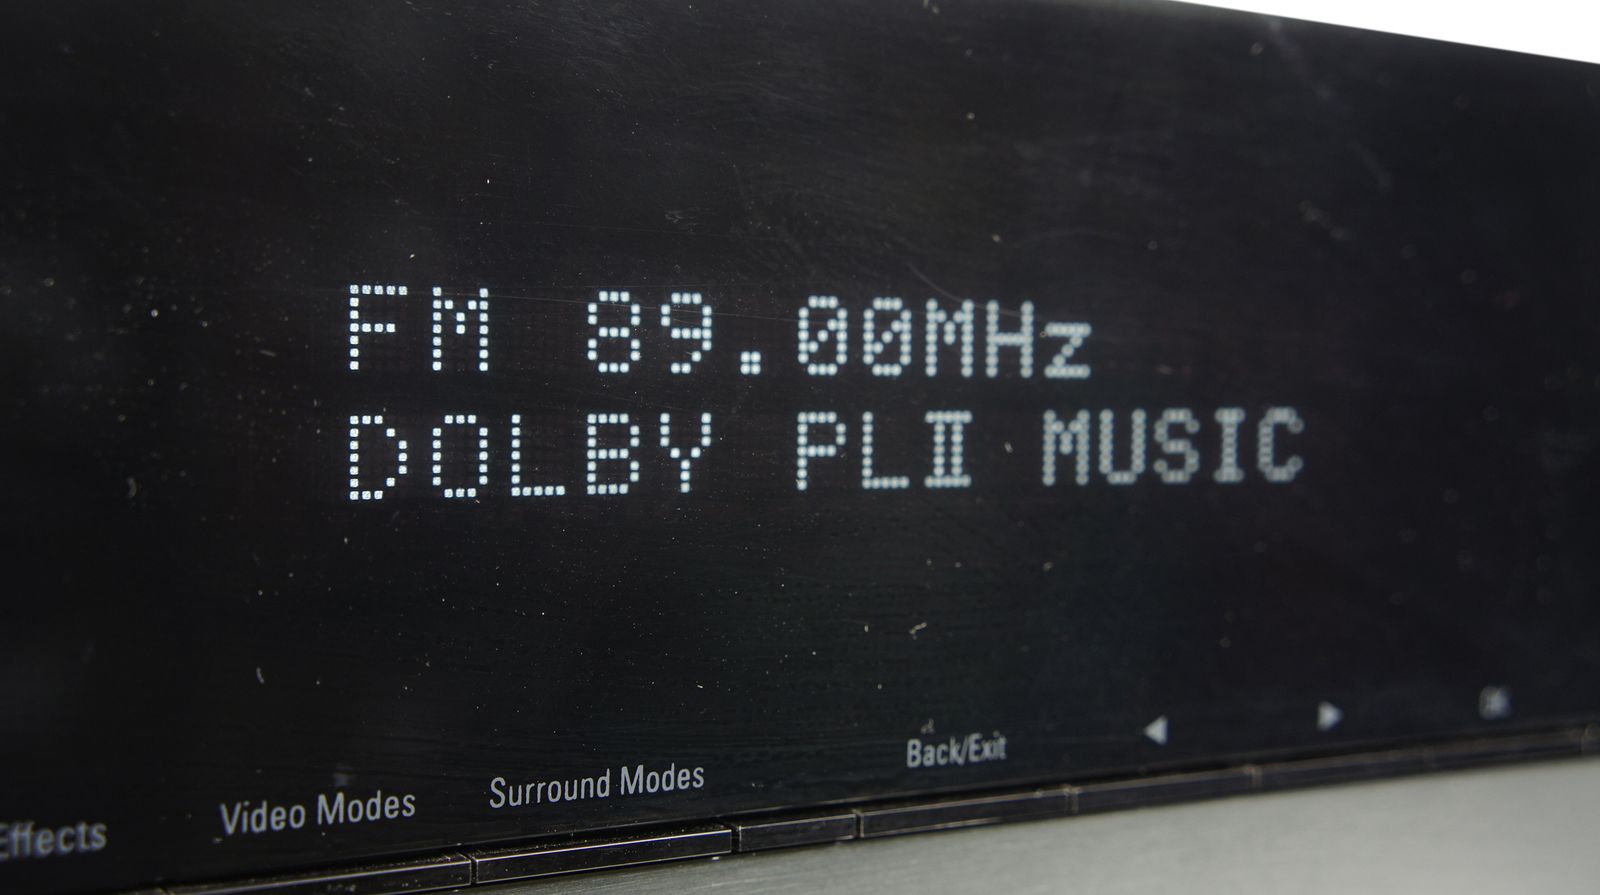 FM 89.00MHz
DOLBY PLII MUSIC
Effects
Video Modes
Surround Modes
Back/Exit